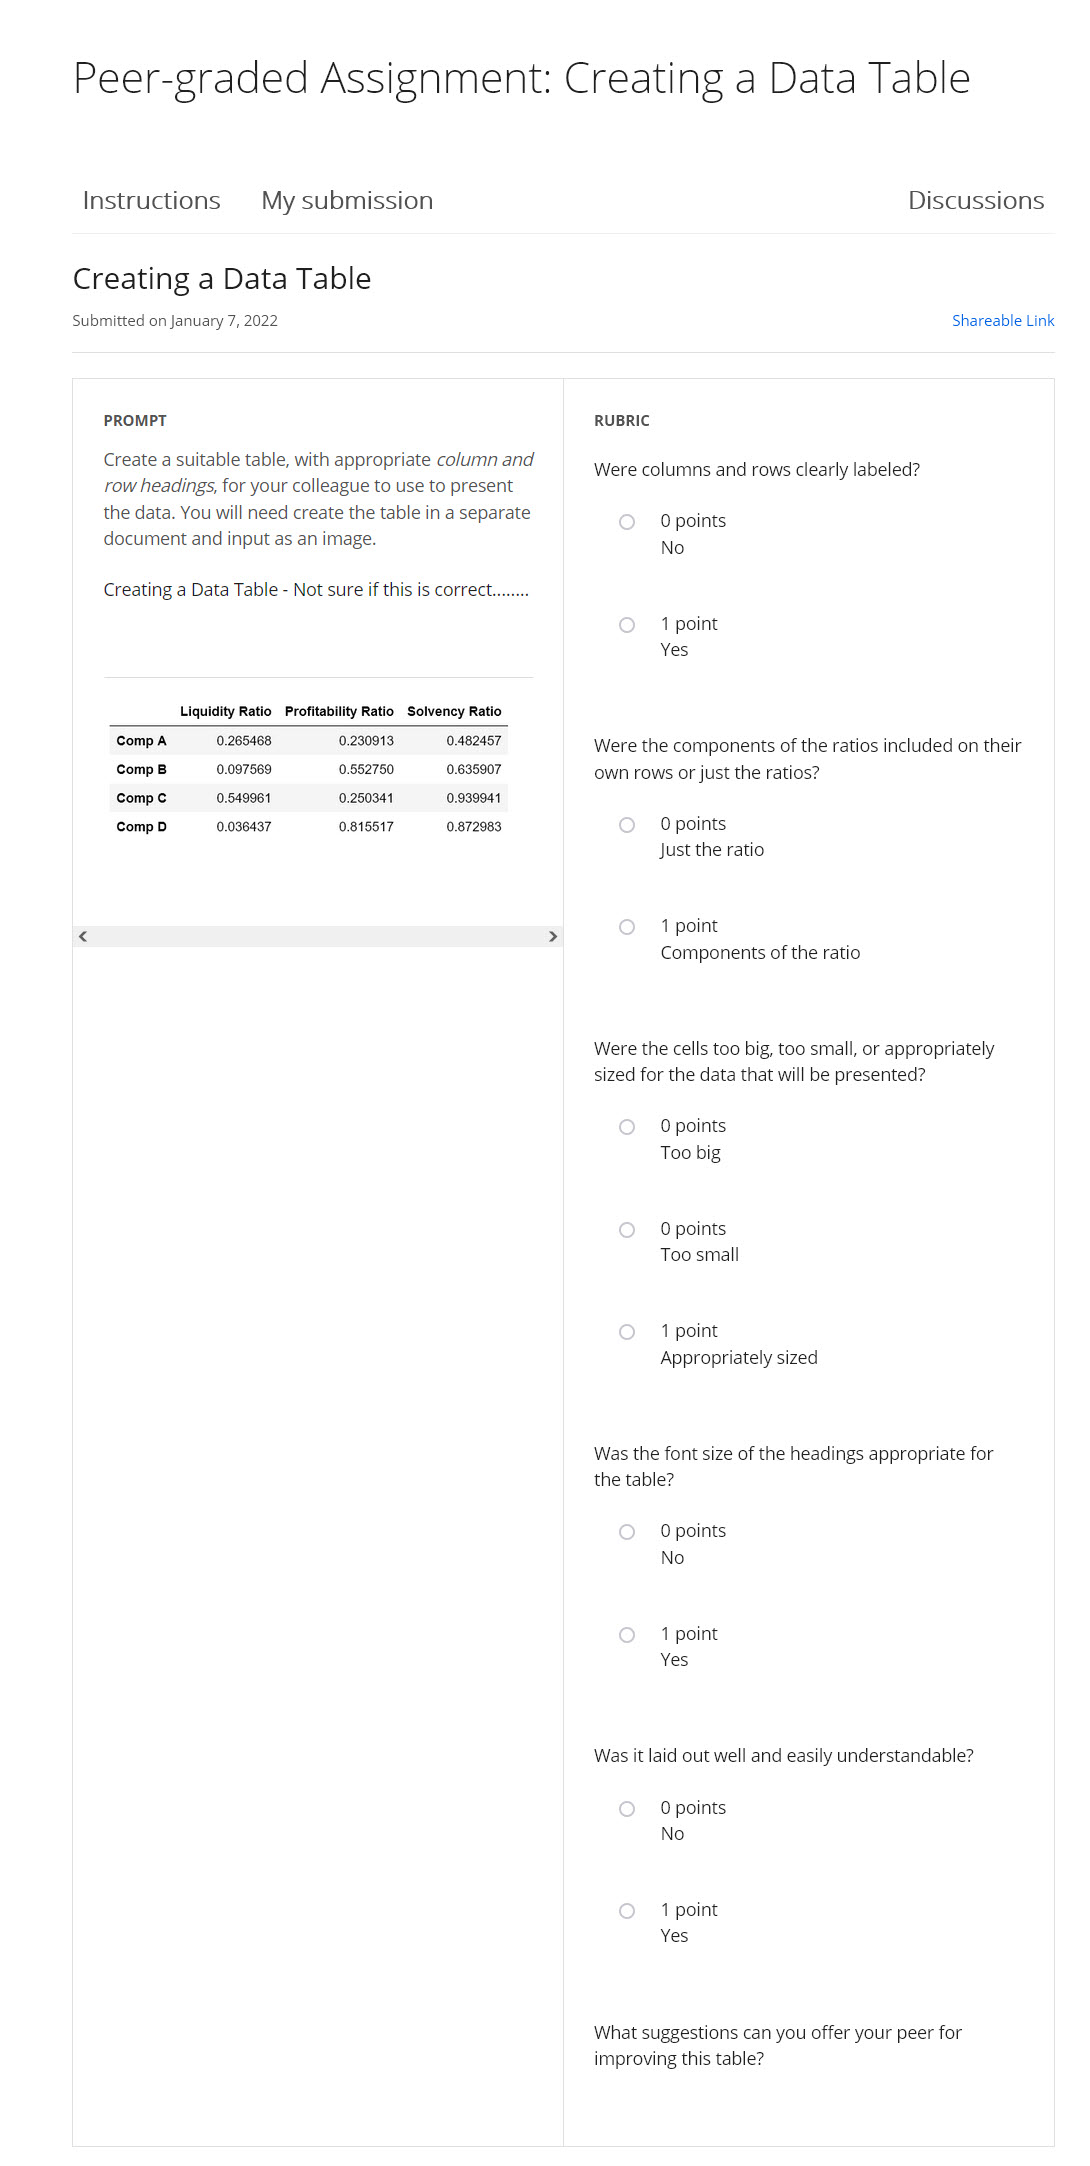 Peer-graded Assignment: Creating a Data Table
Instructions My submission Discussions
Creating a Data Table
Submitted on January 7, 2022 Shareable Link
PROMPT
Create a suitable table, with appropriate column and
row headings, for your colleague to use to present
the data. You will need create the table in a separate
document and input as an image.
Creating a Data Table - Not sure if this is correct........
Liquidity Ratio Profitability Ratio Solvency Ratio
Comp A 0.265468 0.230913 0.482457
Comp B 0.097569 0.552750 0.635907
Comp C 0.549961 0.250341 0.939941
Comp D 0.036437 0.815517 0.872983
RUBRIC
Were columns and rows clearly labeled?
0 points
No
1 point
Yes
Were the components of the ratios included on their
own rows or just the ratios?
0 points
Just the ratio
1 point
Components of the ratio
Were the cells too big, too small, or appropriately
sized for the data that will be presented?
0 points
Too big
0 points
Too small
1 point
Appropriately sized
Was the font size of the headings appropriate for
the table?
0 points
No
1 point
Yes
Was it laid out well and easily understandable?
0 points
No
1 point
Yes
What suggestions can you offer your peer for
improving this table?